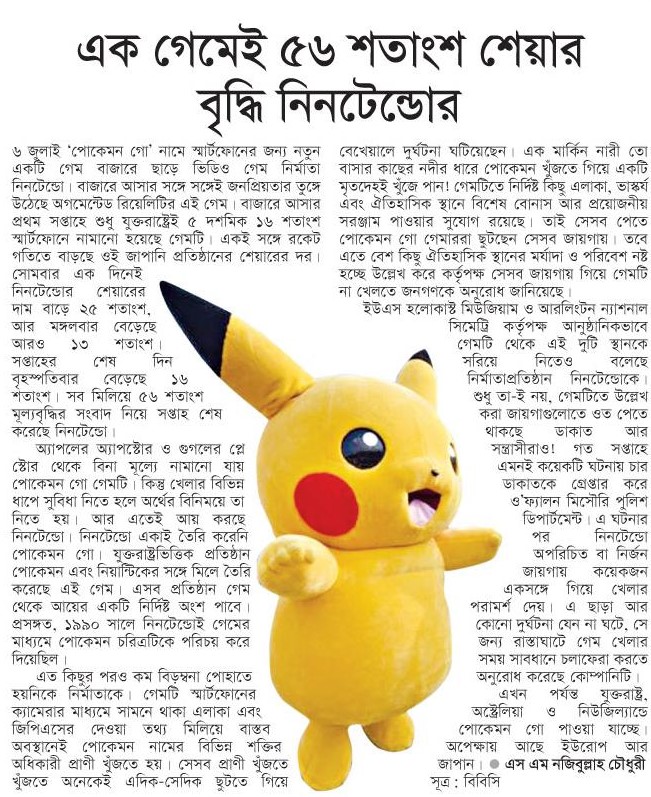 এক গেমেই ৫৬ শতাংশ শেয়ার
বৃদ্ধি নিনটেন্ডোর
৬ জুলাই ‘পোকেমন গো’ নামে স্মার্টফোনের জন্য নতুন
একটি গেম বাজারে ছাড়ে ভিডিও গেম নির্মাতা
নিনটেন্ডো। বাজারে আসার সঙ্গে সঙ্গেই জনপ্রিয়তার তুঙ্গে
উঠেছে অগমেন্টেড রিয়েলিটির এই গেম। বাজারে আসার
প্রথম সপ্তাহে শুধু যুক্তরাষ্ট্রেই ৫ দশমিক ১৬ শতাংশ
স্মার্টফোনে নামানো হয়েছে গেমটি। একই সঙ্গে রকেট
গতিতে বাড়ছে ওই জাপানি প্রতিষ্ঠানের শেয়ারের দর।
সোমবার এক দিনেই
নিনটেন্ডোর শেয়ারের
দাম বাড়ে ২৫ শতাংশ,
আর মঙ্গলবার বেড়েছে
আরও ১৩ শতাংশ।
সপ্তাহের শেষ দিন
বৃহস্পতিবার বেড়েছে ১৬
শতাংশ। সব মিলিয়ে ৫৬ শতাংশ
মূল্যবৃদ্ধির সংবাদ নিয়ে সপ্তাহ শেষ
করেছে নিনটেন্ডো।
অ্যাপলের অ্যাপস্টোর ও গুগলের প্লে
স্টোর থেকে বিনা মূল্যে নামানো যায়
পোকেমন গো গেমটি। কিন্তু খেলার বিভিন্ন
ধাপে সুবিধা নিতে হলে অর্থের বিনিময়ে তা
নিতে হয়। আর এতেই আয় করছে
নিনটেন্ডো। নিনটেন্ডো একাই তৈরি করেনি
পোকেমন গো। যুক্তরাষ্ট্রভিত্তিক প্রতিষ্ঠান
পোকেমন এবং নিয়ান্টিকের সঙ্গে মিলে তৈরি
করেছে এই গেম। এসব প্রতিষ্ঠান গেম
থেকে আয়ের একটি নির্দিষ্ট অংশ পাবে।
প্রসঙ্গত, ১৯৯০ সালে নিনটেন্ডোই গেমের
মাধ্যমে পোকেমন চরিত্রটিকে পরিচয় করে
দিয়েছিল।
এত কিছুর পরও কম বিড়ম্বনা পোহাতে
হয়নিকে নির্মাতাকে। গেমটি স্মার্টফোনের
ক্যামেরার মাধ্যমে সামনে থাকা এলাকা এবং
জিপিএসের দেওয়া তথ্য মিলিয়ে বাস্তব
অবস্থানেই পোকেমন নামের বিভিন্ন শক্তির
অধিকারী প্রাণী খুঁজতে হয়। সেসব প্রাণী খুঁজতে
খুঁজতে অনেকেই এদিক-সেদিক ছুটতে গিয়ে
বেখেয়ালে দুর্ঘটনা ঘটিয়েছেন। এক মার্কিন নারী তো
বাসার কাছের নদীর ধারে পোকেমন খুঁজতে গিয়ে একটি
মৃতদেহই খুঁজে পান! গেমটিতে নির্দিষ্ট কিছু এলাকা, ভাস্কর্য
এবং ঐতিহাসিক স্থানে বিশেষ বোনাস আর প্রয়োজনীয়
সরঞ্জাম পাওয়ার সুযোগ রয়েছে। তাই সেসব পেতে
পোকেমন গো গেমাররা ছুটছেন সেসব জায়গায়। তবে
এতে বেশ কিছু ঐতিহাসিক স্থানের মর্যাদা ও পরিবেশ নষ্ট
হচ্ছে উল্লেখ করে কর্তৃপক্ষ সেসব জায়গায় গিয়ে গেমটি
না খেলতে জনগণকে অনুরোধ জানিয়েছে।
ইউএস হলোকাস্ট মিউজিয়াম ও আরলিংটন ন্যাশনাল
সিমেট্রি কর্তৃপক্ষ আনুষ্ঠানিকভাবে
গেমটি থেকে এই দুটি স্থানকে
সরিয়ে নিতেও বলেছে
নির্মাতাপ্রতিষ্ঠান নিনটেন্ডোকে।
শুধু তা-ই নয়, গেমটিতে উল্লেখ
করা জায়গাগুলোতে ওত পেতে
থাকছে ডাকাত আর
সন্ত্রাসীরাও! গত সপ্তাহে
এমনই কয়েকটি ঘটনায় চার
ডাকাতকে গ্রেপ্তার করে
ও’ফ্যালন মিসৌরি পুলিশ
ডিপার্টমেন্ট। এ ঘটনার
পর নিনটেন্ডো
অপরিচিত বা নির্জন
জায়গায় কয়েকজন
একসঙ্গে গিয়ে খেলার
পরামর্শ দেয়। এ ছাড়া আর
কোনো দুর্ঘটনা যেন না ঘটে, সে
জন্য রাস্তাঘাটে গেম খেলার
সময় সাবধানে চলাফেরা করতে
অনুরোধ করেছে কোম্পানিটি।
এখন পর্যন্ত যুক্তরাষ্ট্র,
অস্ট্রেলিয়া ও নিউজিল্যান্ডে
পোকেমন গো পাওয়া যাচ্ছে।
অপেক্ষায় আছে ইউরোপ আর
জাপান। ● এস এম নজিবুল্লাহ চৌধুরী
সূত্র : বিবিসি